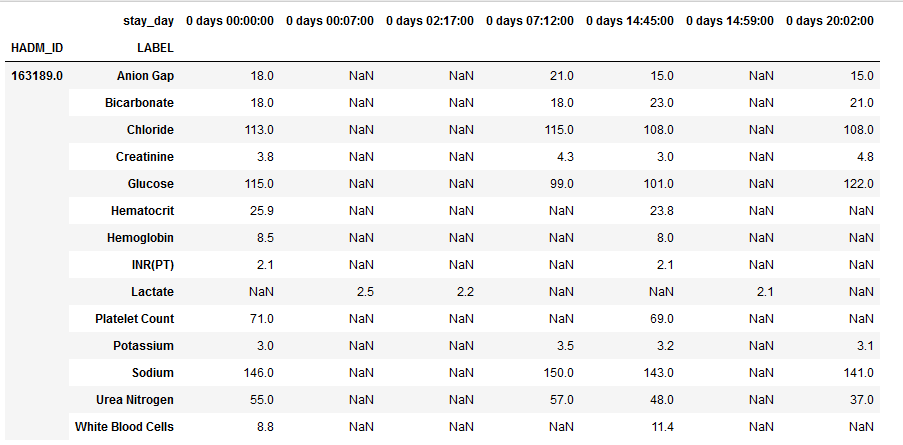 stay_day 0 days 00:00:00 0 days 00:07:00 0 days 02:17:00 0 days 07:12:00 0 days 14:45:00 0 days 14:59:00 0 days 20:02:00
HADM_ID LABEL
163189.0 Anion Gap 18.0 NaN NaN 21.0 15.0 NaN 15.0
Bicarbonate 18.0 NaN NaN 18.0 23.0 NaN 21.0
Chloride 113.0 NaN NaN 115.0 108.0 NaN 108.0
Creatinine 3.8 NaN NaN 4.3 3.0 NaN 4.8
Glucose 115.0 NaN NaN 99.0 101.0 NaN 122.0
Hematocrit 25.9 NaN NaN NaN 23.8 NaN NaN
Hemoglobin 8.5 NaN NaN NaN 8.0 NaN NaN
INR(PT) 2.1 NaN NaN NaN 2.1 NaN NaN
Lactate NaN 2.5 2.2 NaN NaN 2.1 NaN
Platelet Count 71.0 NaN NaN NaN 69.0 NaN NaN
Potassium 3.0 NaN NaN 3.5 3.2 NaN 3.1
Sodium 146.0 NaN NaN 150.0 143.0 NaN 141.0
Urea Nitrogen 55.0 NaN NaN 57.0 48.0 NaN 37.0
White Blood Cells 8.8 NaN NaN NaN 11.4 NaN NaN